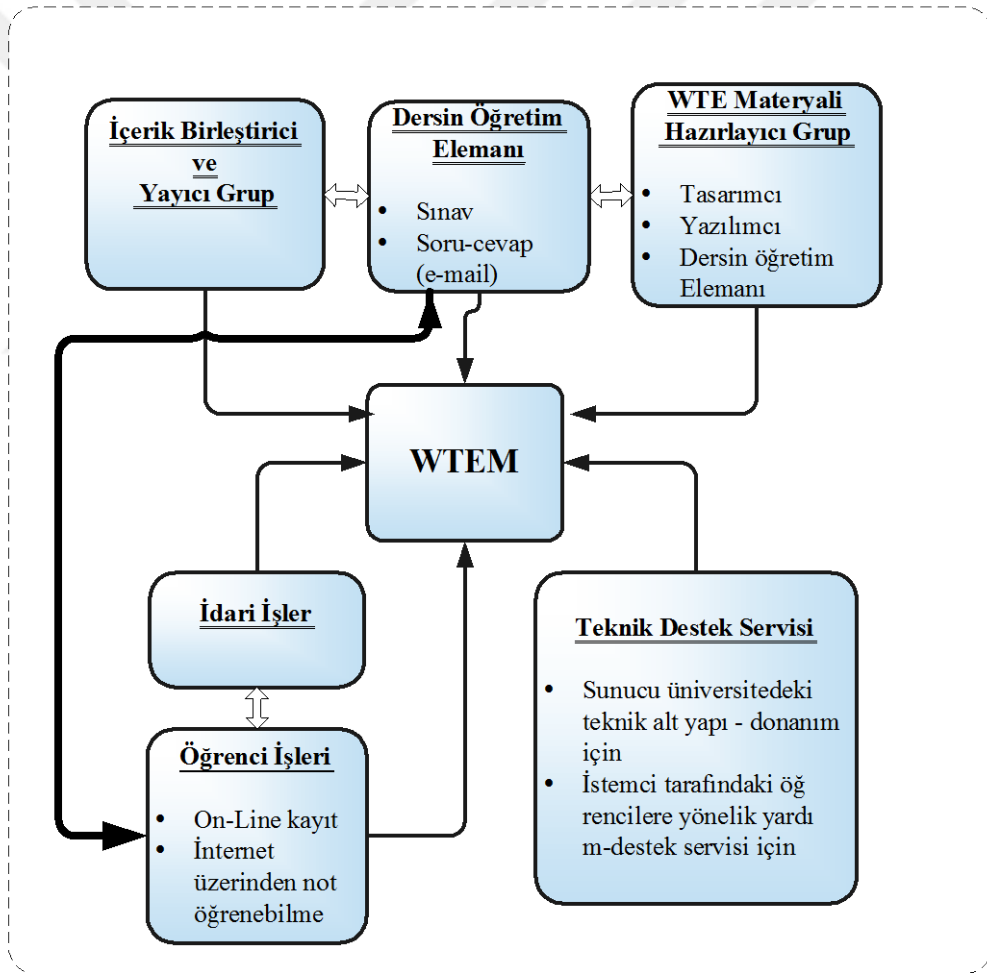 İçerik Birleştirici
ve
Yayıcı Grup
Dersin Öğretim
Elemanı
• Sınav
• Soru-cevap
(e-mail)
WTE Materyali
Hazırlayıcı Grup
• Tasarımcı
• Yazılımcı
• Dersin öğretim
Elemanı
WTEM
İdari İşler
Öğrenci İşleri
• On-Line kayıt
• İnternet
üzerinden not
öğrenebilme
Teknik Destek Servisi
• Sunucu üniversitedeki
teknik alt yapı - donanım
için
• İstemci tarafındaki öğ
rencilere yönelik yardı
m-destek servisi için